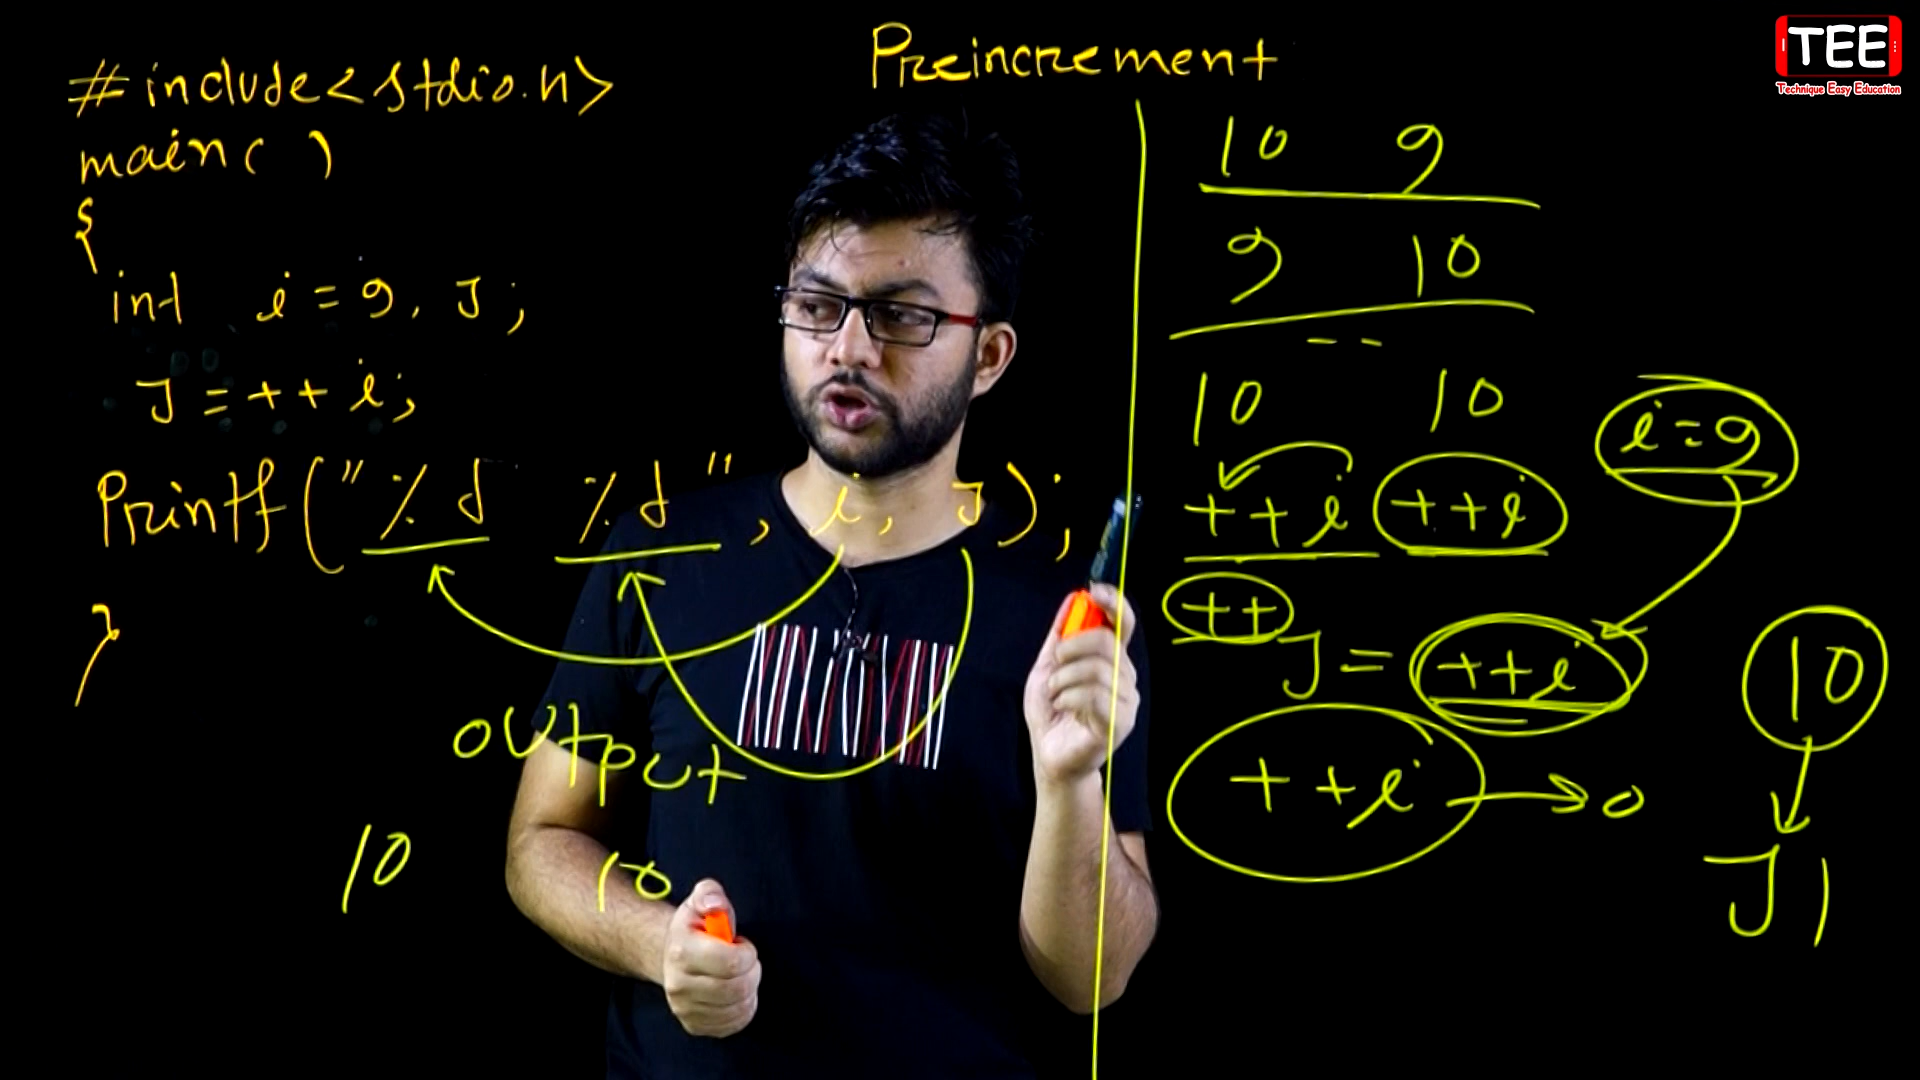 Preincrement
TEE
Technique Easy Education
#include<stdio.h>
main( )
{
int i = 9, J;
J = ++i;
Printf("%d %d", i, J);
}
output
10 10
10 9
9 10
--
10 10
i=9
++i ++i
++
J = ++i
10
++i → 0
J